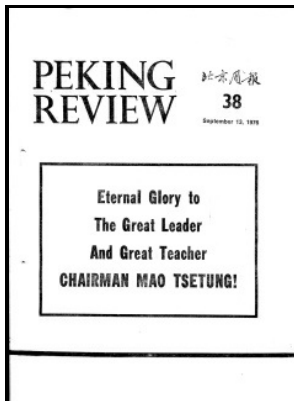 PEKING
REVIEW
北京周报
38
September 13, 1976
Eternal Glory to
The Great Leader
And Great Teacher
CHAIRMAN MAO TSETUNG!